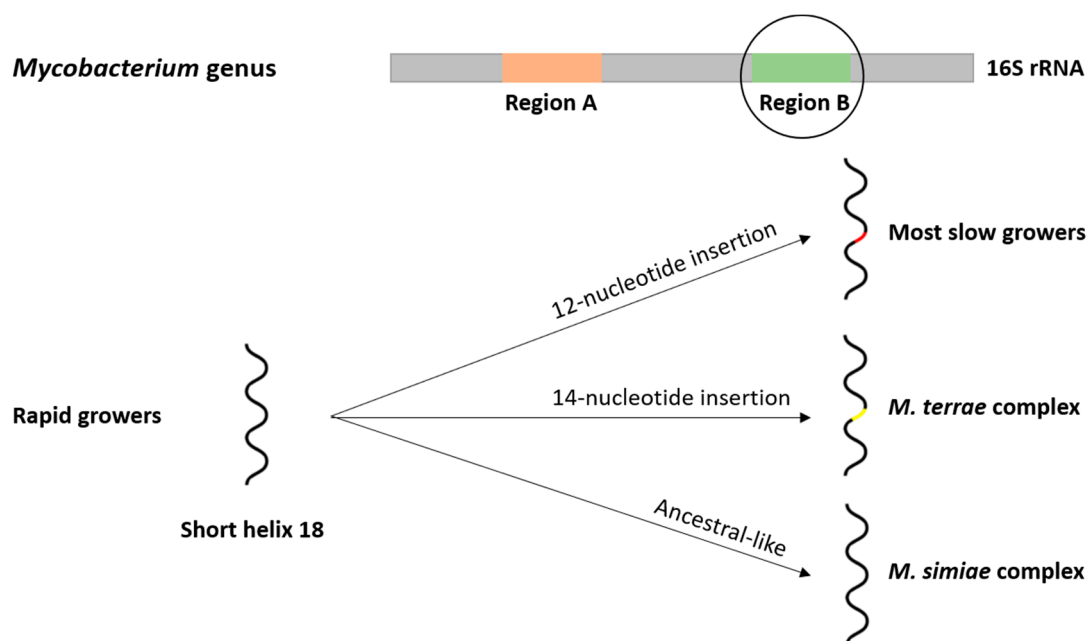 Mycobacterium genus
16S rRNA
Region A
Region B
12-nucleotide insertion
Most slow growers
Rapid growers
14-nucleotide insertion
M. terrae complex
Short helix 18
Ancestral-like
M. simiae complex